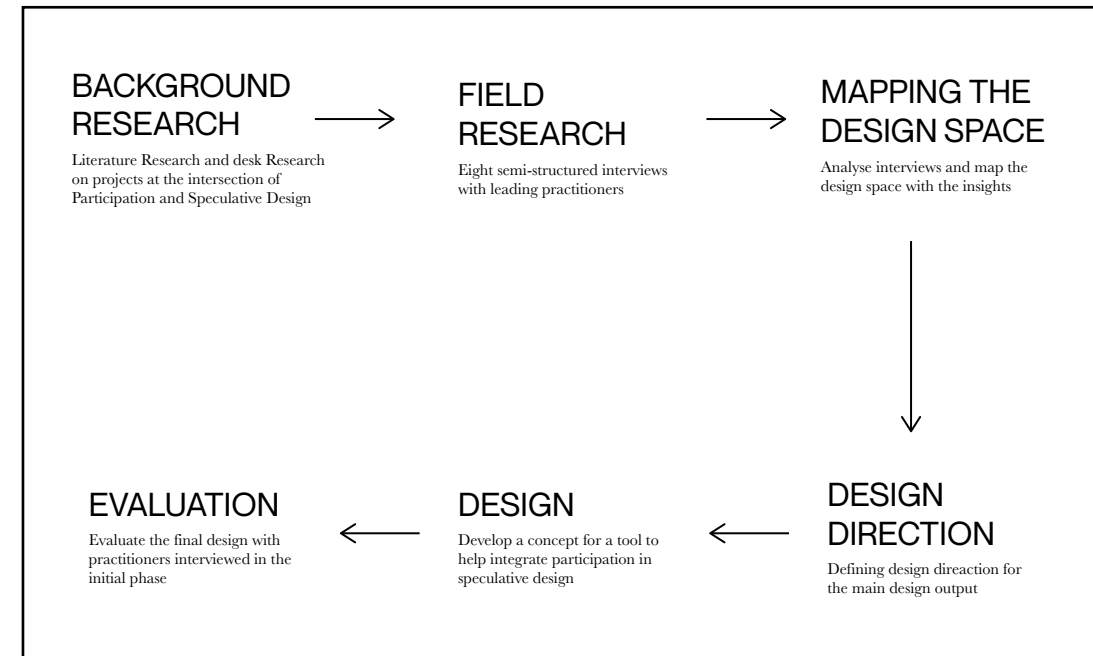 BACKGROUND
RESEARCH
Literature Research and desk Research
on projects at the intersection of
Participation and Speculative Design
FIELD
RESEARCH
Eight semi-structured interviews
with leading practitioners
MAPPING THE
DESIGN SPACE
Analyse interviews and map the
design space with the insights
DESIGN
DIRECTION
Defining design direaction for
the main design output
DESIGN
Develop a concept for a tool to
help integrate participation in
speculative design
EVALUATION
Evaluate the final design with
practitioners interviewed in the
initial phase